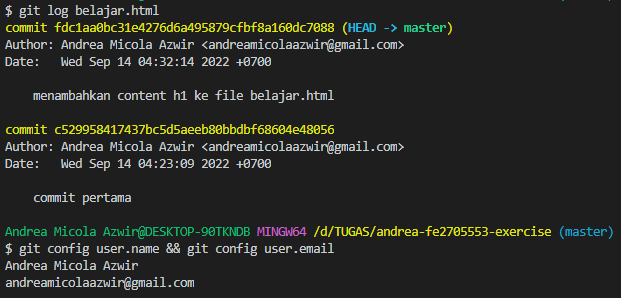 $ git log belajar.html
commit fdc1aa0bc31e4276d6a495879cfbf8a160dc7088 (HEAD -> master)
Author: Andrea Micola Azwir <andreamicolaazwir@gmail.com>
Date:   Wed Sep 14 04:32:14 2022 +0700

    menambahkan content h1 ke file belajar.html

commit c529958417437bc5d5aeeb80bbdbf68604e48056
Author: Andrea Micola Azwir <andreamicolaazwir@gmail.com>
Date:   Wed Sep 14 04:23:09 2022 +0700

    commit pertama

Andrea Micola Azwir@DESKTOP-90TKNDB MINGW64 /d/TUGAS/andrea-fe2705553-exercise (master)
$ git config user.name && git config user.email
Andrea Micola Azwir
andreamicolaazwir@gmail.com